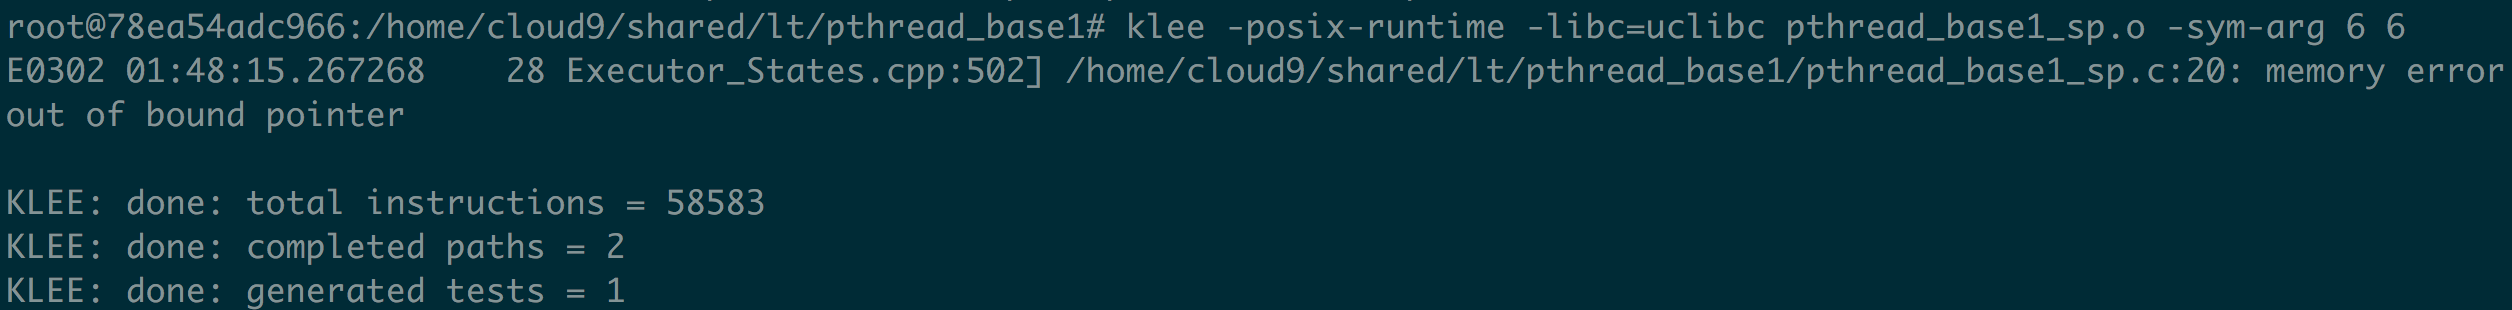 root@78ea54adc966:/home/cloud9/shared/lt/pthread_base1# klee -posix-runtime -libc=uclibc pthread_base1_sp.o -sym-arg 6 6
E0302 01:48:15.267268    28 Executor_States.cpp:502] /home/cloud9/shared/lt/pthread_base1/pthread_base1_sp.c:20: memory error
out of bound pointer
KLEE: done: total instructions = 58583
KLEE: done: completed paths = 2
KLEE: done: generated tests = 1